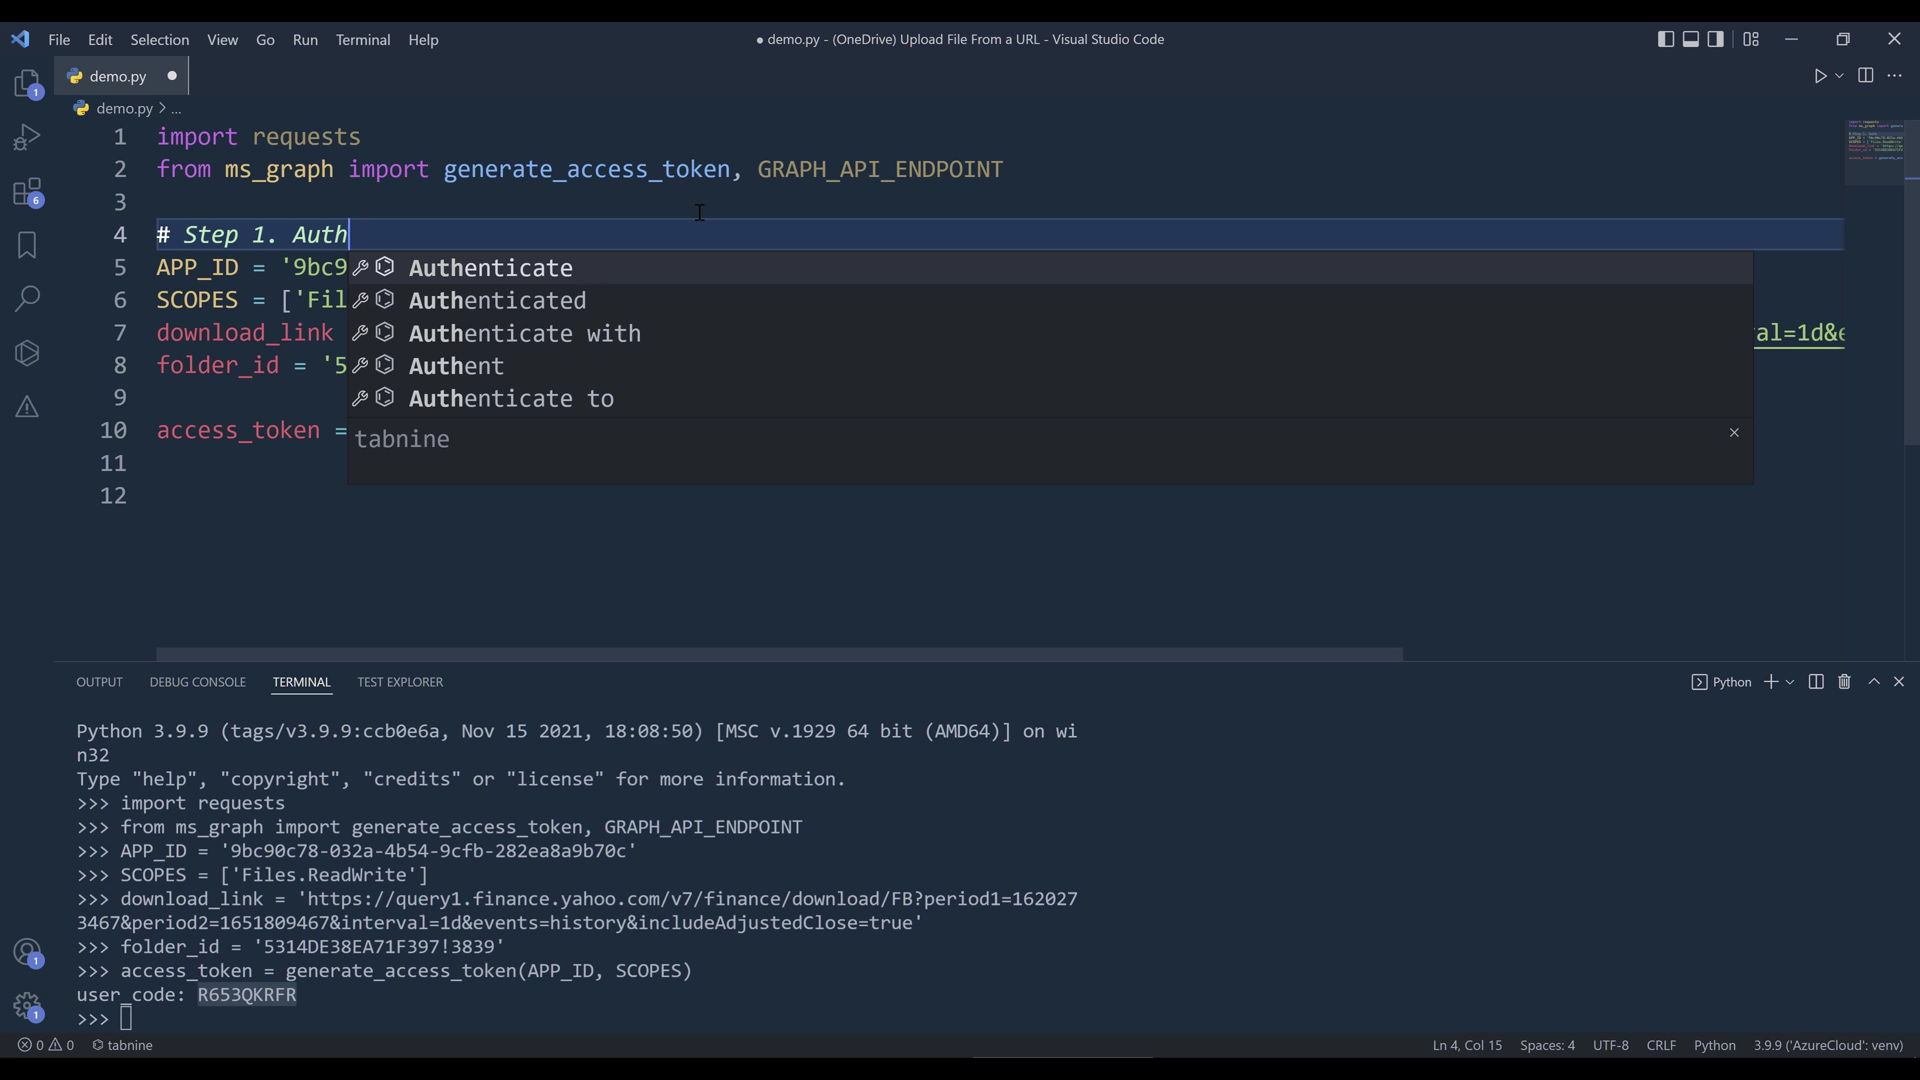 File Edit Selection View Go Run Terminal Help
● demo.py - (OneDrive) Upload File From a URL - Visual Studio Code
demo.py ●
demo.py > ...
1 import requests
2 from ms_graph import generate_access_token, GRAPH_API_ENDPOINT
3
4 # Step 1. Auth
5 APP_ID = '9bc9
Authenticate
6 SCOPES = ['Fil
Authenticated
7 download_link
Authenticate with
al=1d&e
8 folder_id = '5
Authent
9
Authenticate to
10 access_token =
tabnine
11
12
OUTPUT DEBUG CONSOLE TERMINAL TEST EXPLORER
Python
Python 3.9.9 (tags/v3.9.9:ccb0e6a, Nov 15 2021, 18:08:50) [MSC v.1929 64 bit (AMD64)] on wi
n32
Type "help", "copyright", "credits" or "license" for more information.
>>> import requests
>>> from ms_graph import generate_access_token, GRAPH_API_ENDPOINT
>>> APP_ID = '9bc90c78-032a-4b54-9cfb-282ea8a9b70c'
>>> SCOPES = ['Files.ReadWrite']
>>> download_link = 'https://query1.finance.yahoo.com/v7/finance/download/FB?period1=162027
3467&period2=1651809467&interval=1d&events=history&includeAdjustedClose=true'
>>> folder_id = '5314DE38EA71F397!3839'
>>> access_token = generate_access_token(APP_ID, SCOPES)
user_code: R653QKRFR
>>>
0 0 tabnine
Ln 4, Col 15 Spaces: 4 UTF-8 CRLF Python 3.9.9 ('AzureCloud': venv)
1
6
1
1